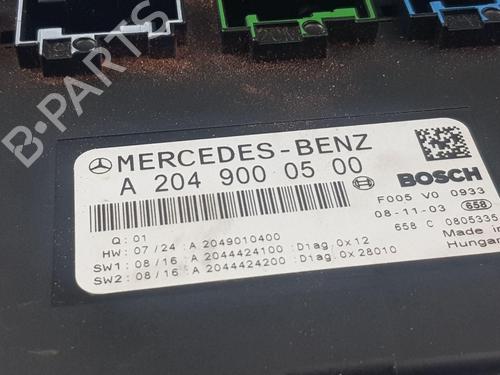 MERCEDES-BENZ
A 204 900 05 00
BOSCH
F005 V0 0933
08-11-03 658
658 C 0805335
Made in
Hungar
Q: 01
HW: 07/24 : A 2049010400
SW1: 08/16 : A 2044424100 :Diag.0x12
SW2: 08/16 : A 2044424200 :Diag.0x28010
B-PARTS